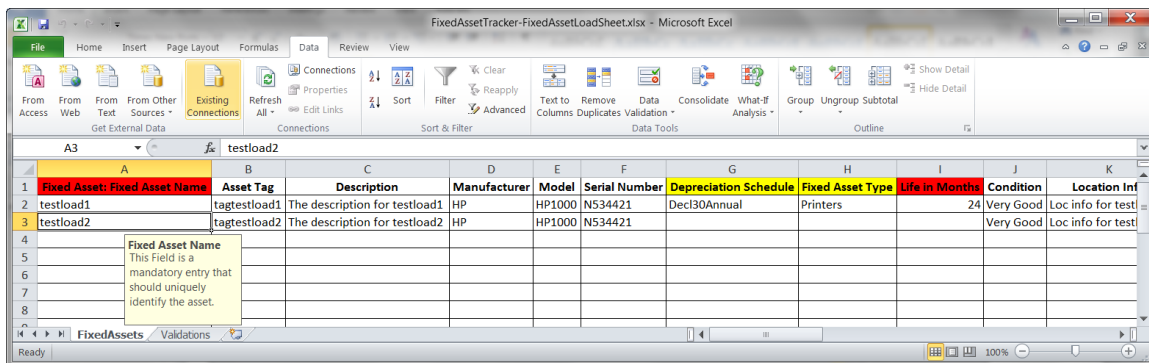 FixedAssetTracker-FixedAssetLoadSheet.xlsx - Microsoft Excel
File Home Insert Page Layout Formulas Data Review View
From Access
From Web
From Text
From Other Sources
Existing Connections
Get External Data
Refresh All
Connections
Properties
Edit Links
Connections
Sort
Filter
Clear
Reapply
Advanced
Sort & Filter
Text to Columns
Remove Duplicates
Data Validation
Consolidate
What-If Analysis
Data Tools
Group
Ungroup
Subtotal
Show Detail
Hide Detail
Outline
A3 fx testload2
A B C D E F G H I J K
1 Fixed Asset: Fixed Asset Name Asset Tag Description Manufacturer Model Serial Number Depreciation Schedule Fixed Asset Type Life in Months Condition Location Inf
2 testload1 tagtestload1 The description for testload1 HP HP1000 N534421 Decl30Annual Printers 24 Very Good Loc info for testl
3 testload2 tagtestload2 The description for testload2 HP HP1000 N534421 Very Good Loc info for testl
4
5
6
7
8
Fixed Asset Name
This Field is a
mandatory entry that
should uniquely
identify the asset.
FixedAssets Validations
Ready 100%